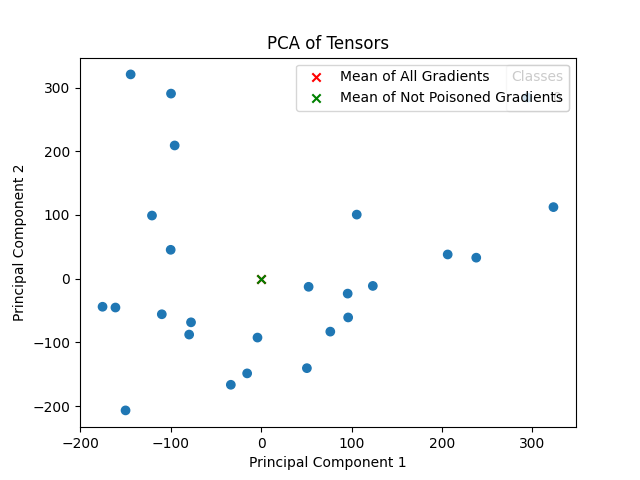 PCA of Tensors
Mean of All Gradients
Mean of Not Poisoned Gradients
Classes
300
200
100
0
−100
−200
Principal Component 2
−200
−100
0
100
200
300
Principal Component 1